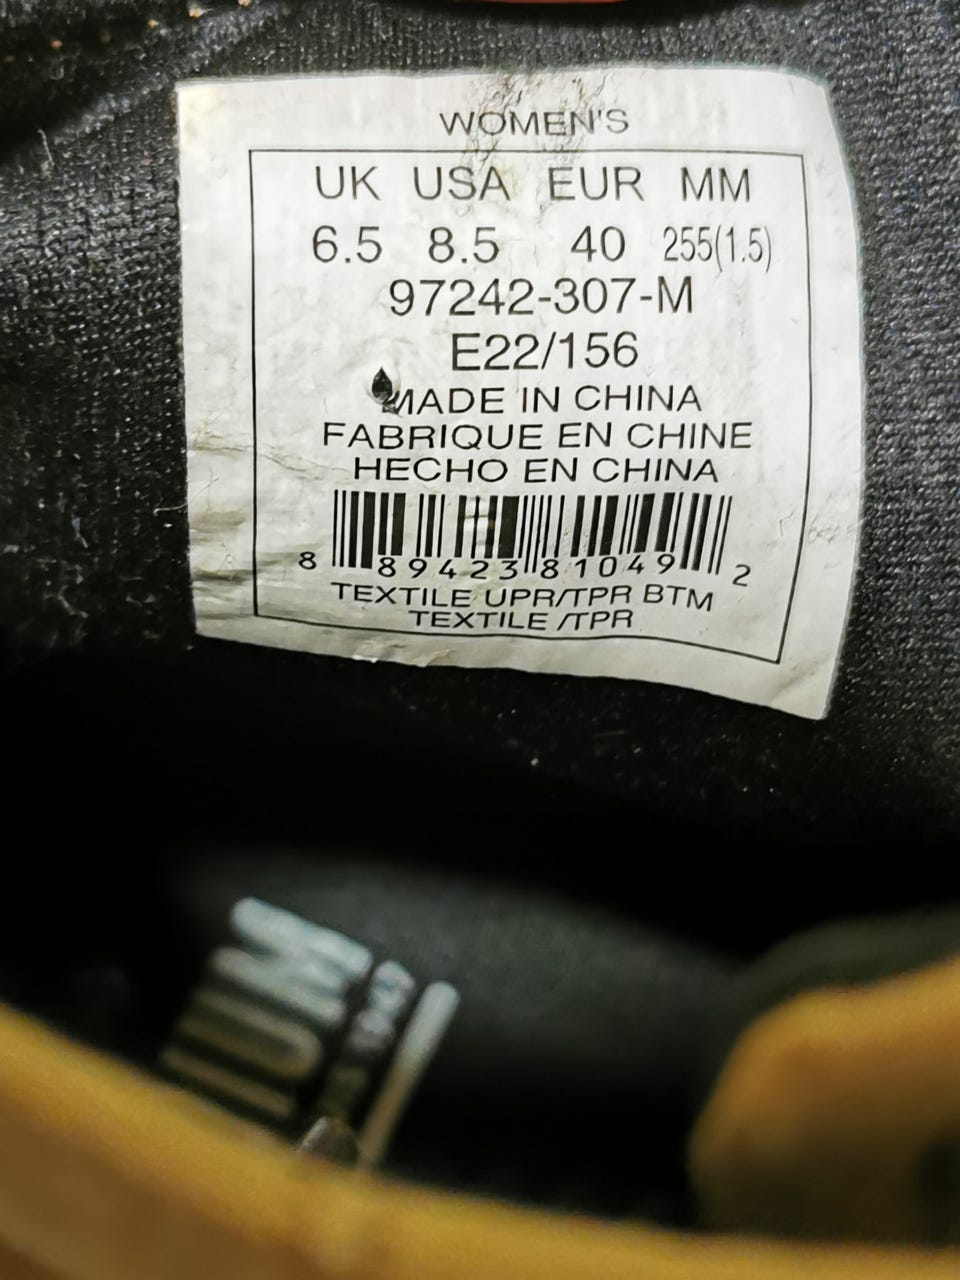 WOMEN'S
UK USA EUR MM
6.5 8.5 40 255(1.5)
97242-307-M
E22/156
MADE IN CHINA
FABRIQUE EN CHINE
HECHO EN CHINA
8 89423 81049 2
TEXTILE UPR/TPR BTM
TEXTILE /TPR